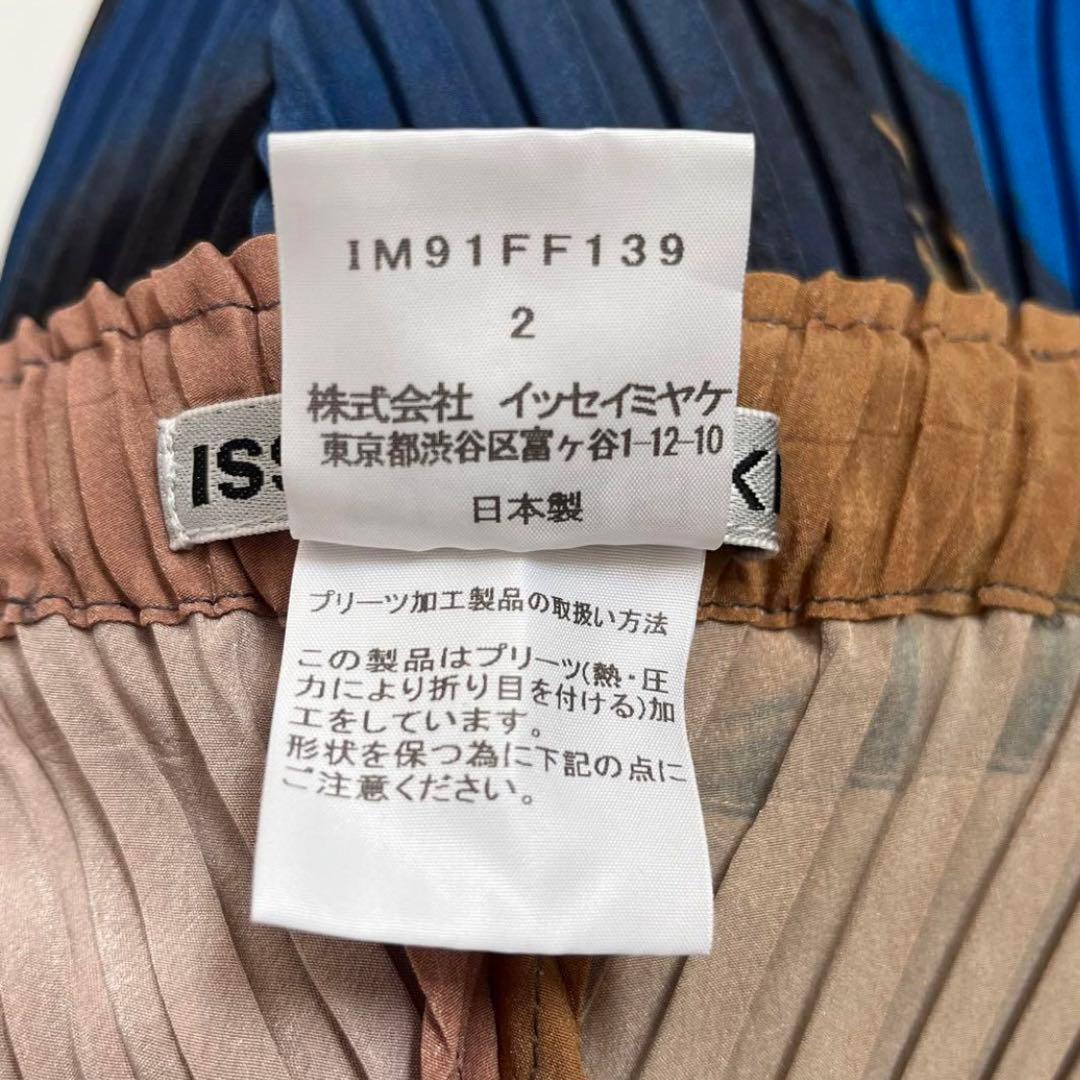 IM91FF139
2
株式会社 イッセイミヤケ
東京都渋谷区富ヶ谷1-12-10
日本製
ISS
KI
プリーツ加工製品の取扱い方法
この製品はプリーツ(熱・圧
力により折り目を付ける)加
工をしています。
形状を保つ為に下記の点に
ご注意ください。